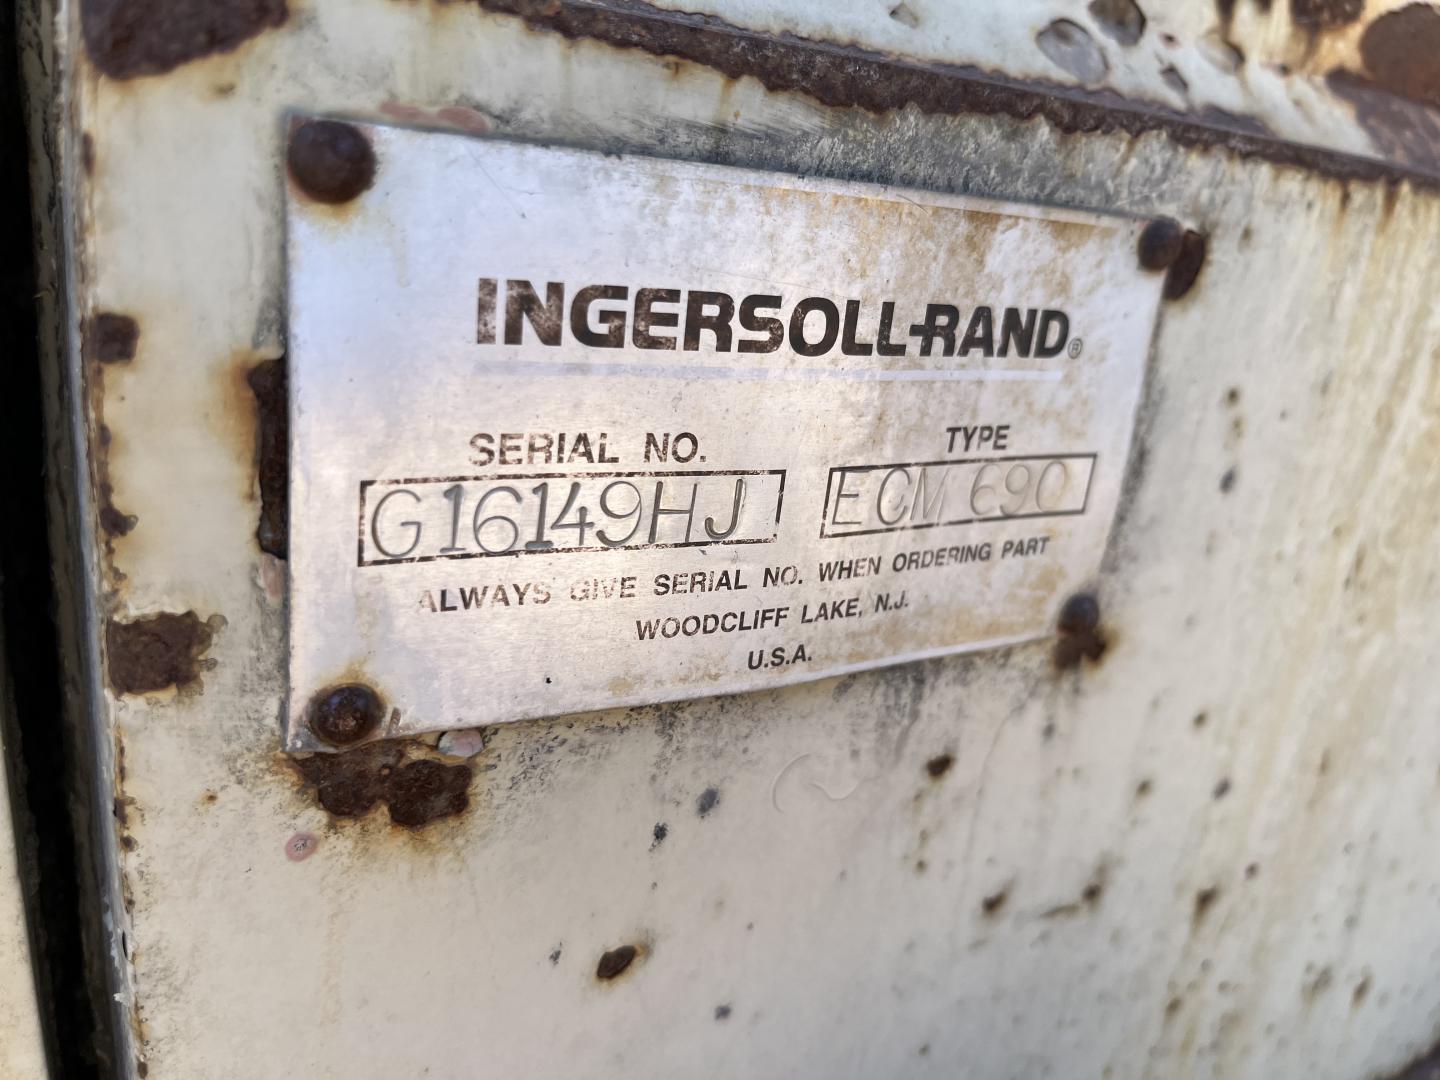 INGERSOLL-RAND®
SERIAL NO. TYPE
G16149HJ ECM 690
ALWAYS GIVE SERIAL NO. WHEN ORDERING PART
WOODCLIFF LAKE, N.J.
U.S.A.